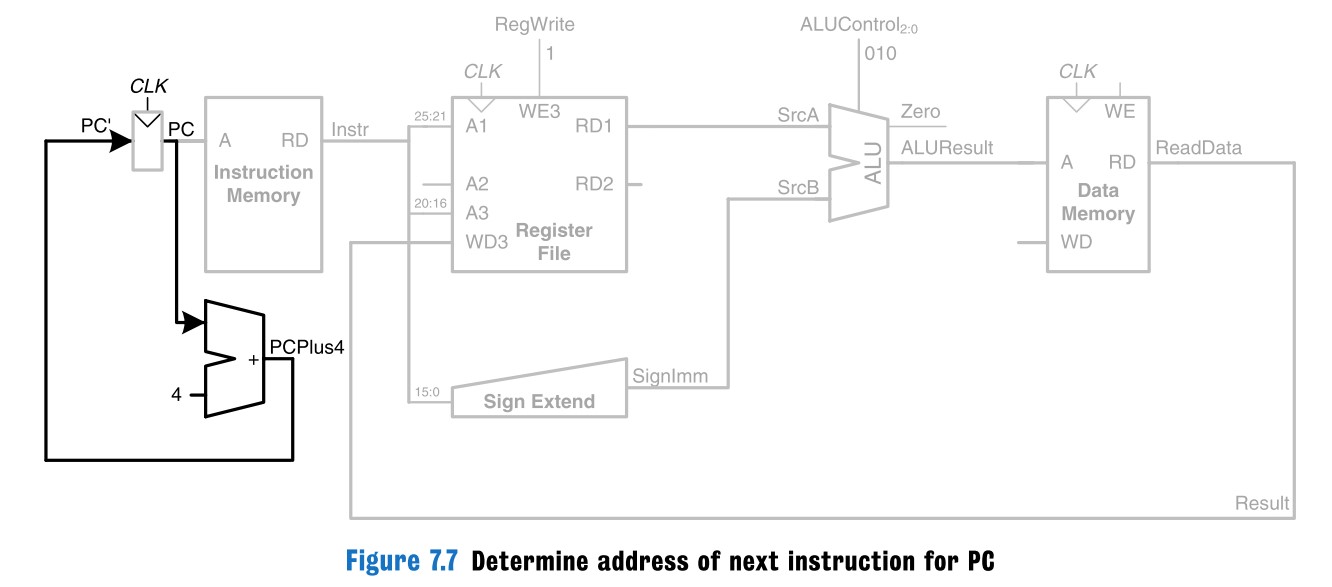 RegWrite
ALUControl2:0
1
010
CLK
CLK
CLK
PC'
PC
A
RD
Instruction
Memory
Instr
25:21
A1
WE3
RD1
A2
RD2
20:16
A3
WD3
Register
File
SrcA
SrcB
ALU
Zero
ALUResult
WE
A
RD
Data
Memory
WD
ReadData
+
PCPlus4
4
15:0
Sign Extend
SignImm
Result
Figure 7.7 Determine address of next instruction for PC